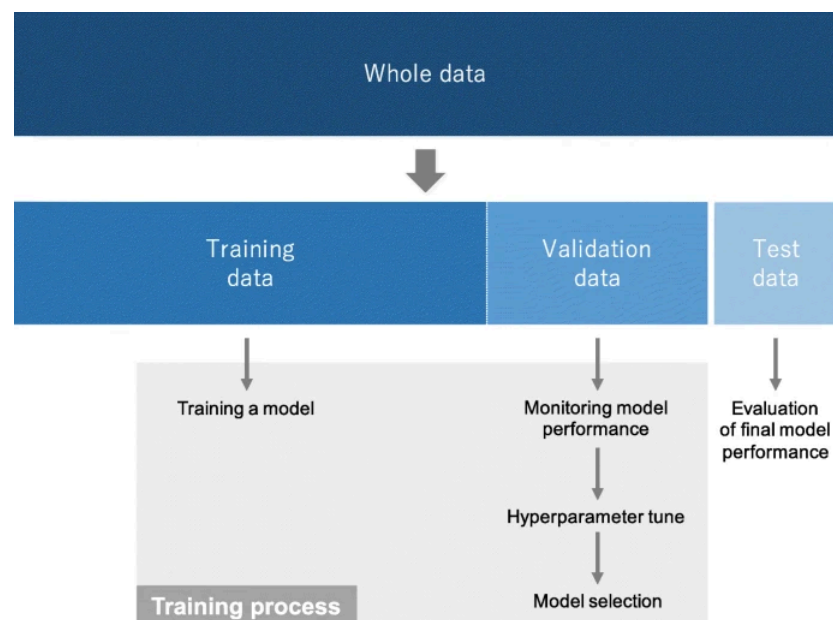 Whole data
Training
data
Validation
data
Test
data
Training a model
Monitoring model
performance
Evaluation
of final model
performance
Hyperparameter tune
Model selection
Training process